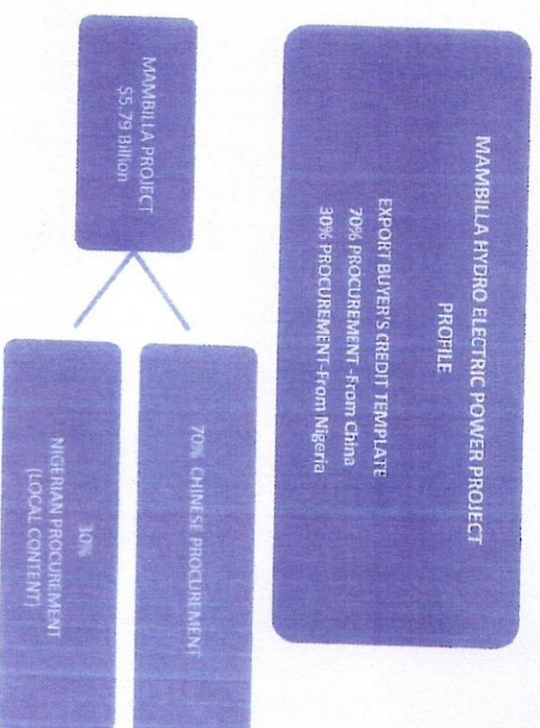 MAMBILLA HYDRO ELECTRIC POWER PROJECT
PROFILE
EXPORT BUYER'S CREDIT TEMPLATE
70% PROCUREMENT -From China
30% PROCUREMENT-From Nigeria
MAMBILLA PROJECT
$5.79 Billion
70% CHINESE PROCUREMENT
30%
NIGERIAN PROCUREMENT
(LOCAL CONTENT)